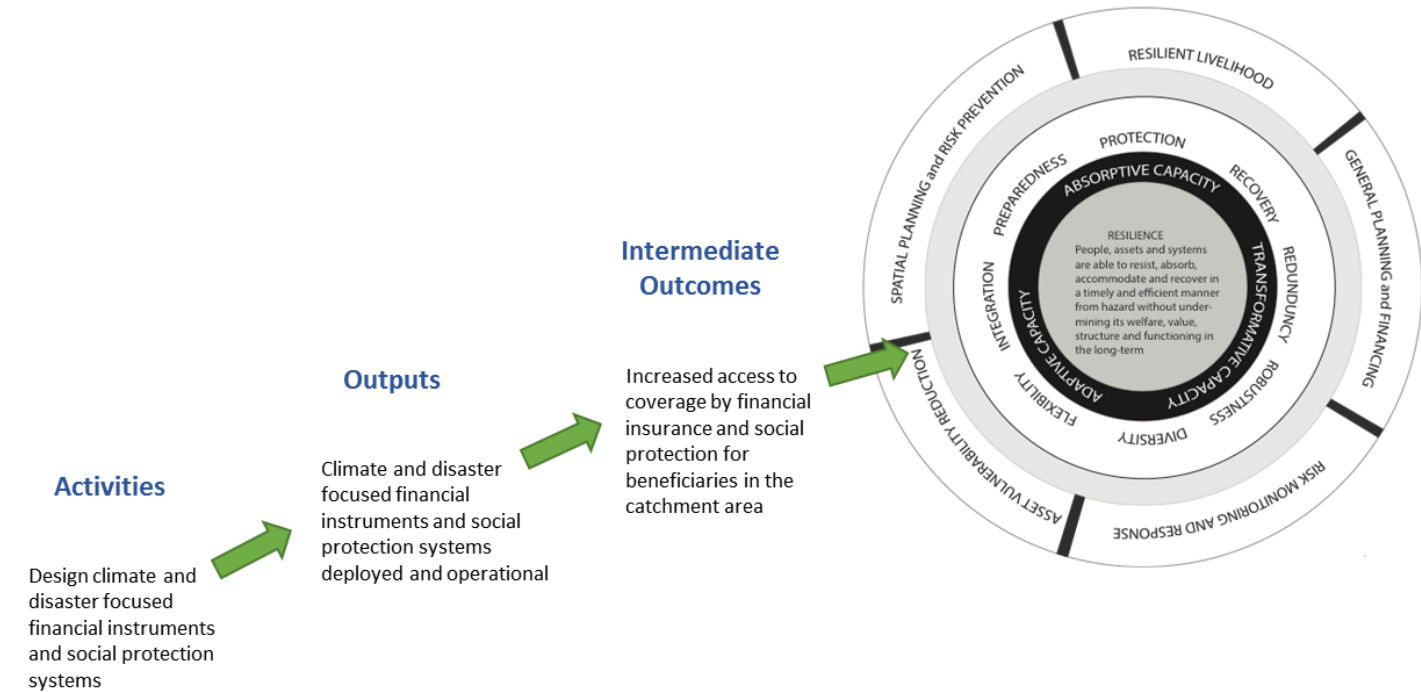 Activities
Design climate and
disaster focused
financial instruments
and social protection
systems
Outputs
Climate and disaster
focused financial
instruments and social
protection systems
deployed and operational
Intermediate
Outcomes
Increased access to
coverage by financial
insurance and social
protection for
beneficiaries in the
catchment area
SPATIAL PLANNING and RISK PREVENTION
RESILIENT LIVELIHOOD
GENERAL PLANNING and FINANCING
RISK MONITORING AND RESPONSE
ASSET VULNERABILITY REDUCTION
PREPAREDNESS
PROTECTION
RECOVERY
REDUNDUNCY
ROBUSTNESS
DIVERSITY
FLEXIBILITY
INTEGRATION
ABSORPTIVE CAPACITY
TRANSFORMATIVE CAPACITY
ADAPTIVE CAPACITY
RESILIENCE
People, assets and systems
are able to resist, absorb,
accommodate and recover in
a timely and efficient manner
from hazard without under-
mining its welfare, value,
structure and functioning in
the long-term